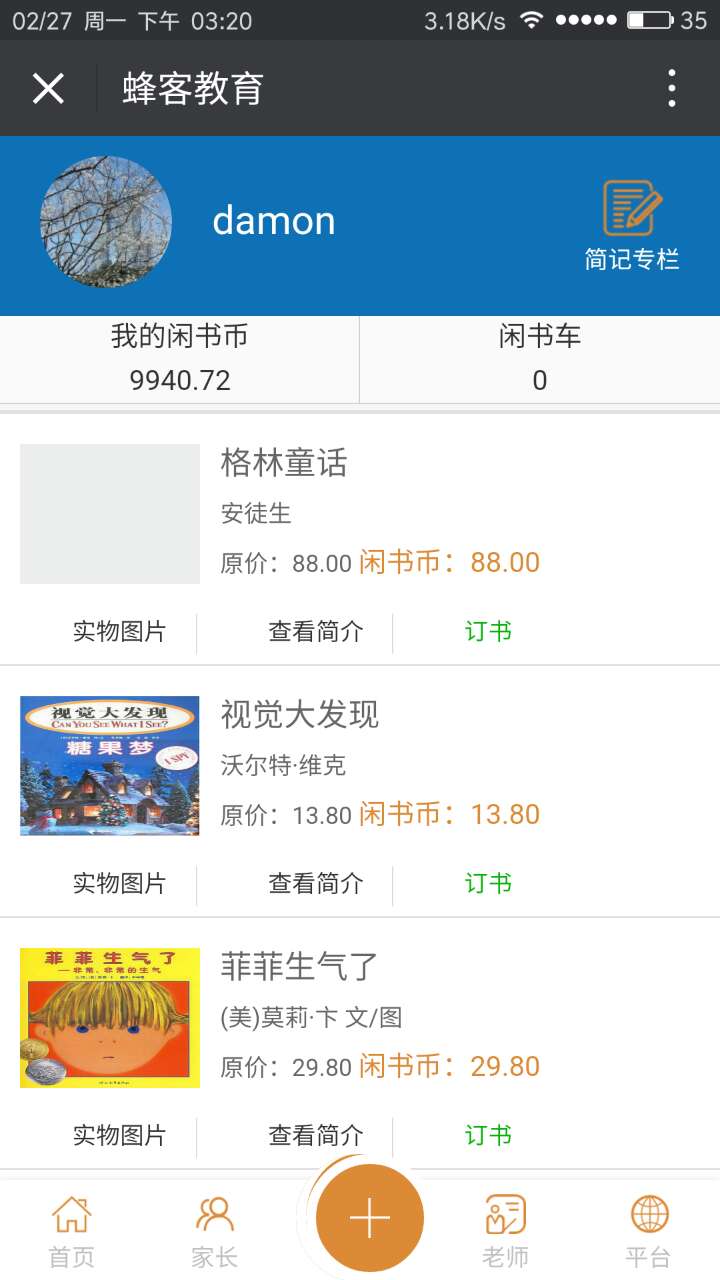 02/27 周一 下午 03:20 3.18K/s 35
蜂客教育
damon
简记专栏
我的闲书币 闲书车
9940.72 0
格林童话
安徒生
原价：88.00 闲书币：88.00
实物图片 查看简介 订书
视觉大发现
CAN YOU SEE WHAT I SEE?
糖果梦
I SPY
视觉大发现
沃尔特·维克
原价：13.80 闲书币：13.80
实物图片 查看简介 订书
菲菲生气了
—非常、非常的生气
菲菲生气了
(美)莫莉·卞 文/图
原价：29.80 闲书币：29.80
实物图片 查看简介 订书
首页 家长 老师 平台